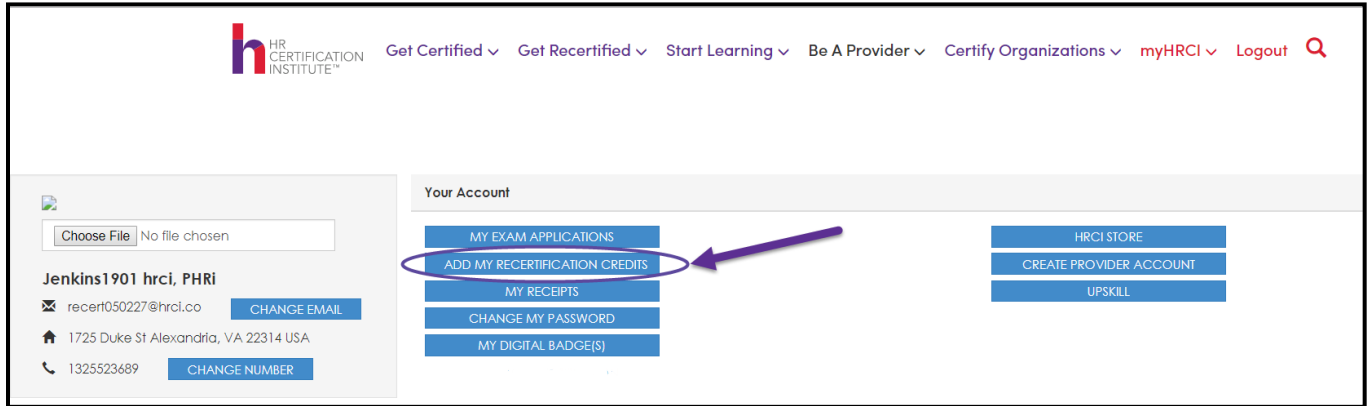 HR
CERTIFICATION
INSTITUTE™
Get Certified Get Recertified Start Learning Be A Provider Certify Organizations myHRCI Logout
Your Account
Choose File No file chosen
Jenkins1901 hrci, PHRi
recert050227@hrci.co CHANGE EMAIL
1725 Duke St Alexandria, VA 22314 USA
1325523689 CHANGE NUMBER
MY EXAM APPLICATIONS
ADD MY RECERTIFICATION CREDITS
MY RECEIPTS
CHANGE MY PASSWORD
MY DIGITAL BADGE(S)
HRCI STORE
CREATE PROVIDER ACCOUNT
UPSKILL